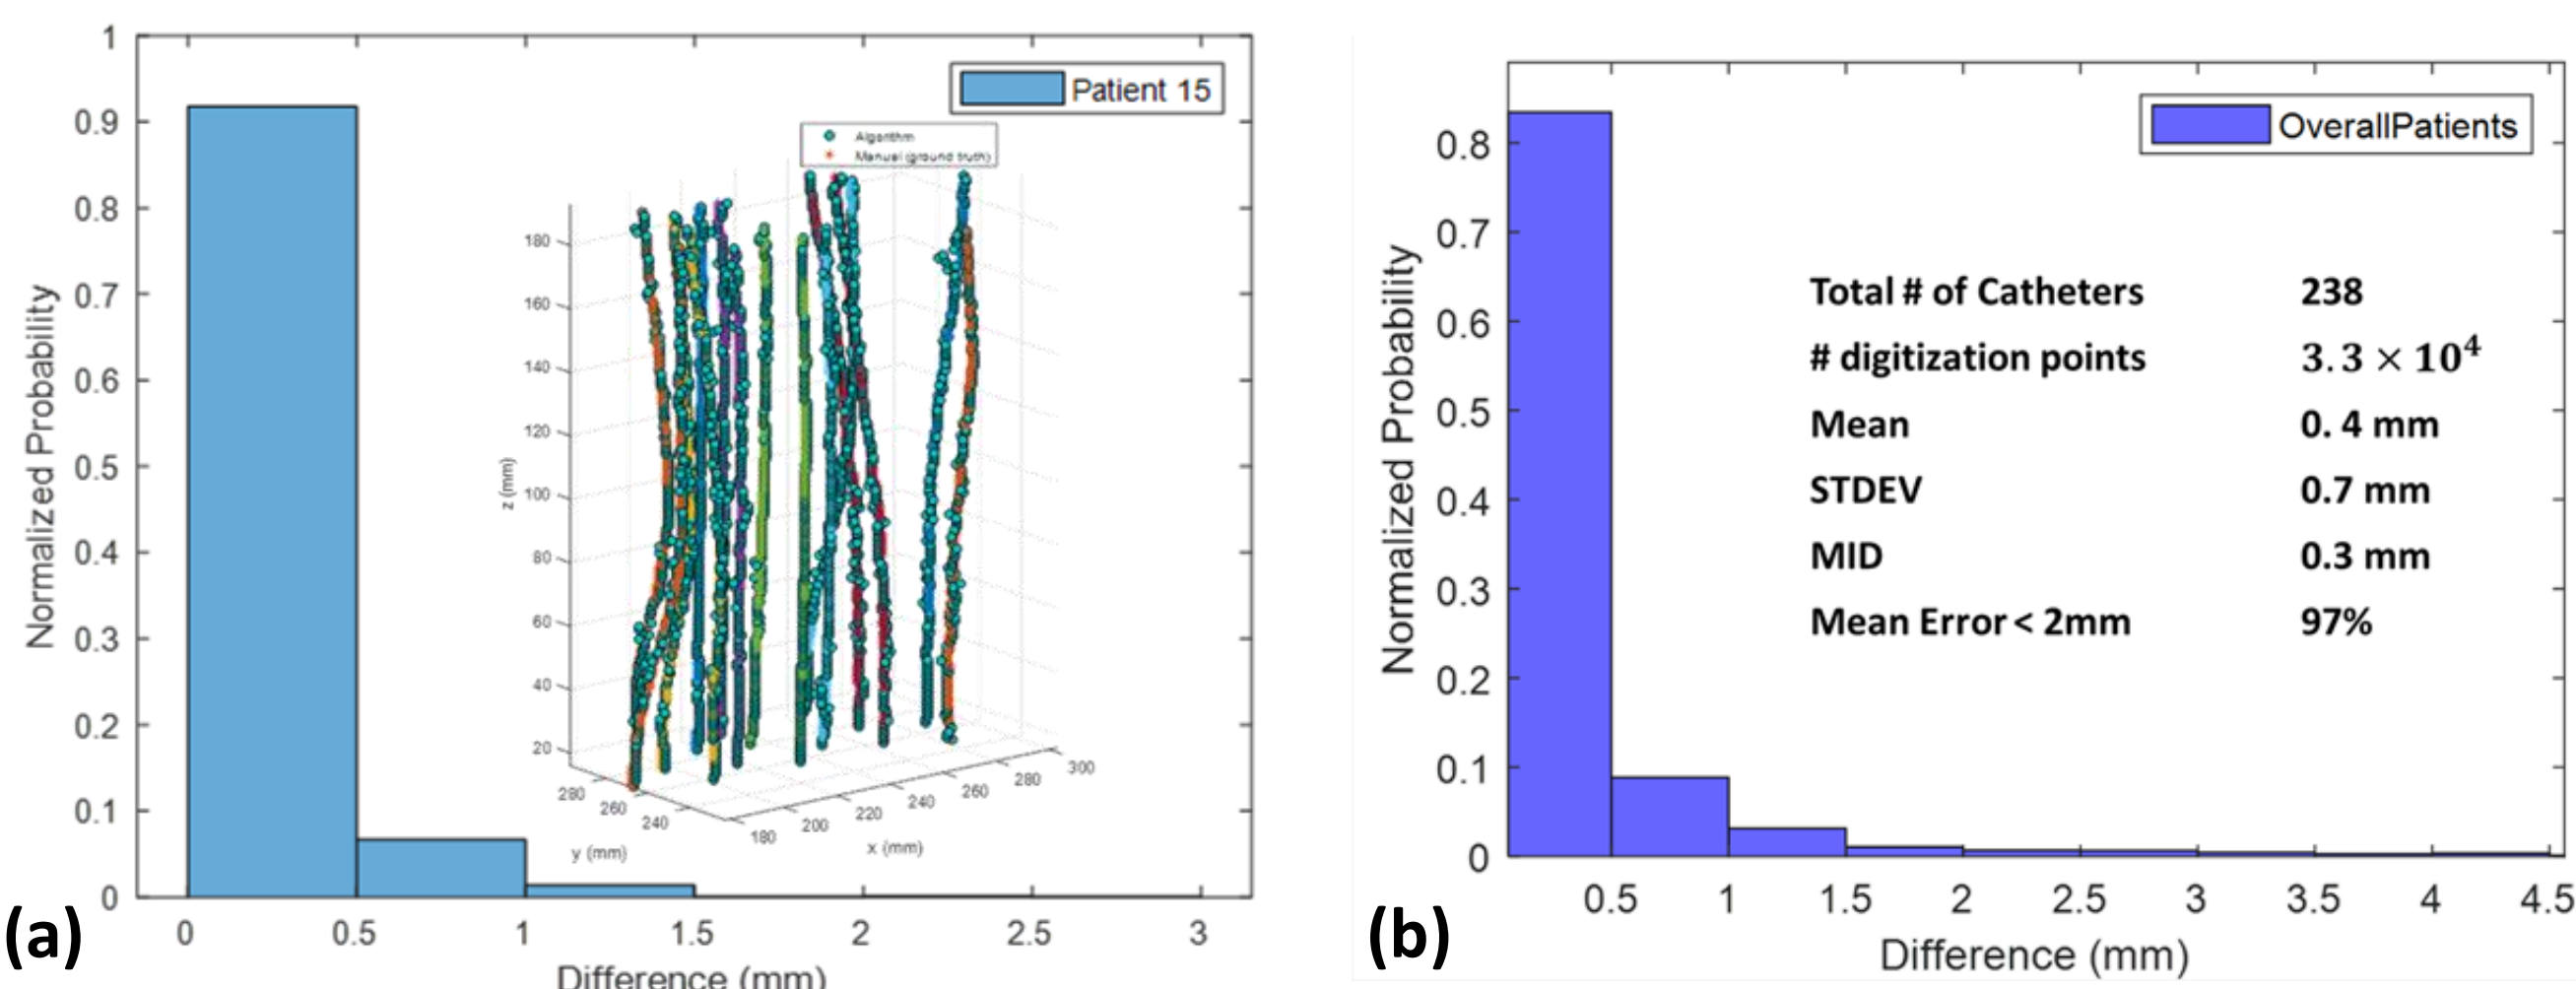 1
0.9
0.8
0.7
0.6
0.5
0.4
0.3
0.2
0.1
0
Normalized Probability
0 0.5 1 1.5 2 2.5 3
Difference (mm)
Patient 15
Algorithm
Manual (ground truth)
180
160
140
120
100
80
60
40
20
z (mm)
280 260 240
y (mm)
180 200 220 240 260 280 300
x (mm)
(a)
0.8
0.7
0.6
0.5
0.4
0.3
0.2
0.1
0
Normalized Probability
OverallPatients
Total # of Catheters 238
# digitization points 3.3 × 10⁴
Mean 0. 4 mm
STDEV 0.7 mm
MID 0.3 mm
Mean Error < 2mm 97%
0.5 1 1.5 2 2.5 3 3.5 4 4.5
Difference (mm)
(b)